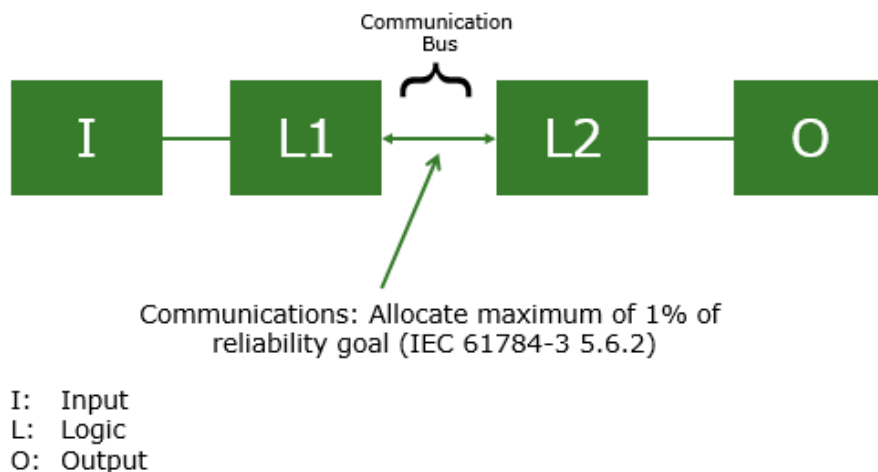 Communication
Bus
I
L1
L2
O
Communications: Allocate maximum of 1% of
reliability goal (IEC 61784-3 5.6.2)
I: Input
L: Logic
O: Output